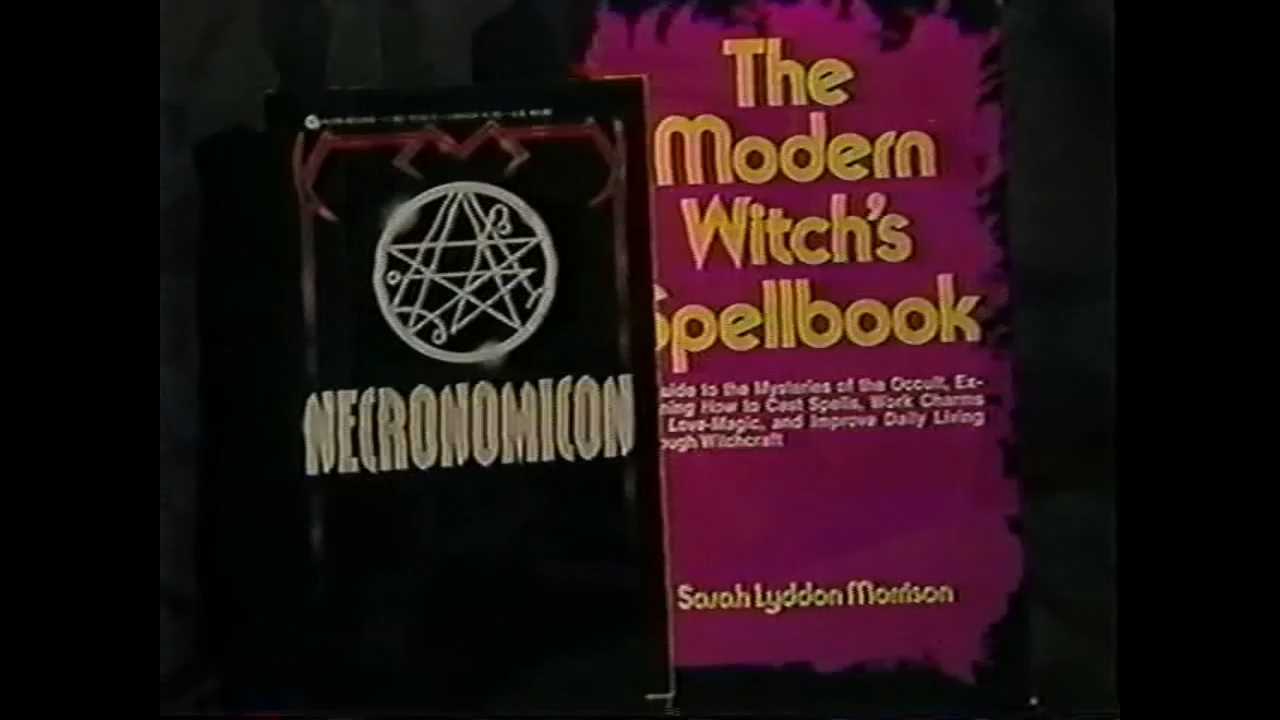 NECRONOMICON
The
Modern
Witch's
Spellbook
uide to the Mysteries of the Occult, Ex-
ning How to Cast Spells, Work Charms
Love-Magic, and Improve Daily Living
ough Witchcraft
Sarah Lyddon Morrison